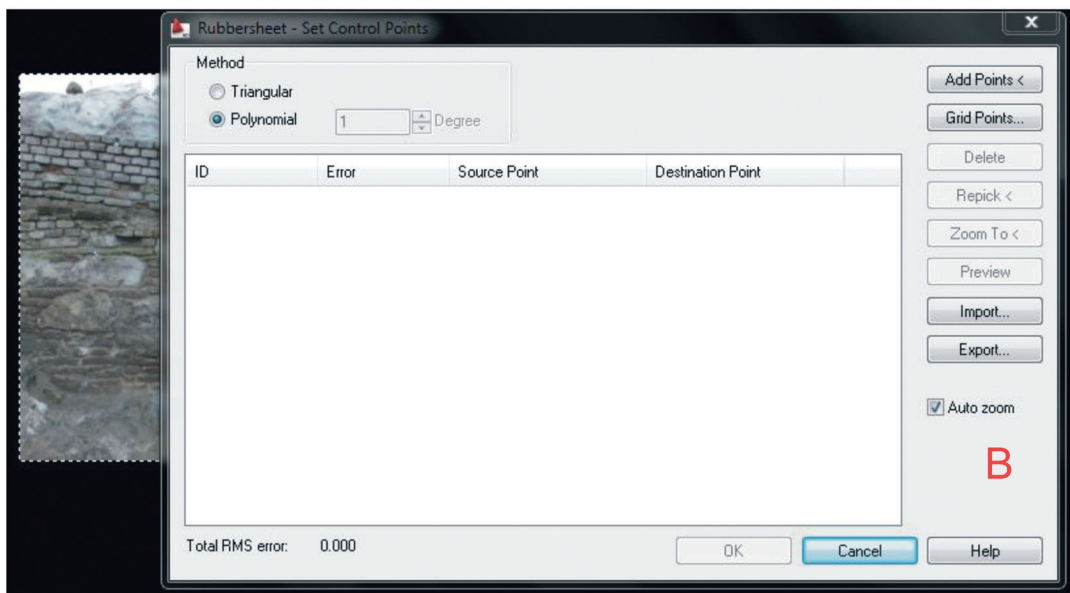 Rubbersheet - Set Control Points
Method
Triangular
Polynomial 1 Degree
Add Points <
Grid Points...
Delete
Repick <
Zoom To <
Preview
Import...
Export...
Auto zoom
ID Error Source Point Destination Point
B
Total RMS error: 0.000
OK Cancel Help